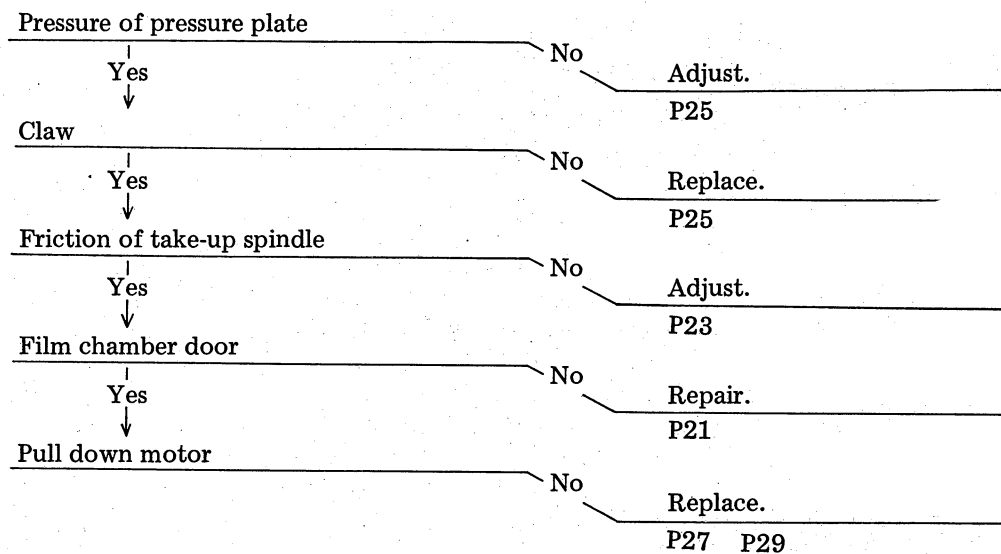 Pressure of pressure plate
No
Yes
Adjust.
P25
Claw
No
Yes
Replace.
P25
Friction of take-up spindle
No
Yes
Adjust.
P23
Film chamber door
No
Yes
Repair.
P21
Pull down motor
No
Replace.
P27 P29